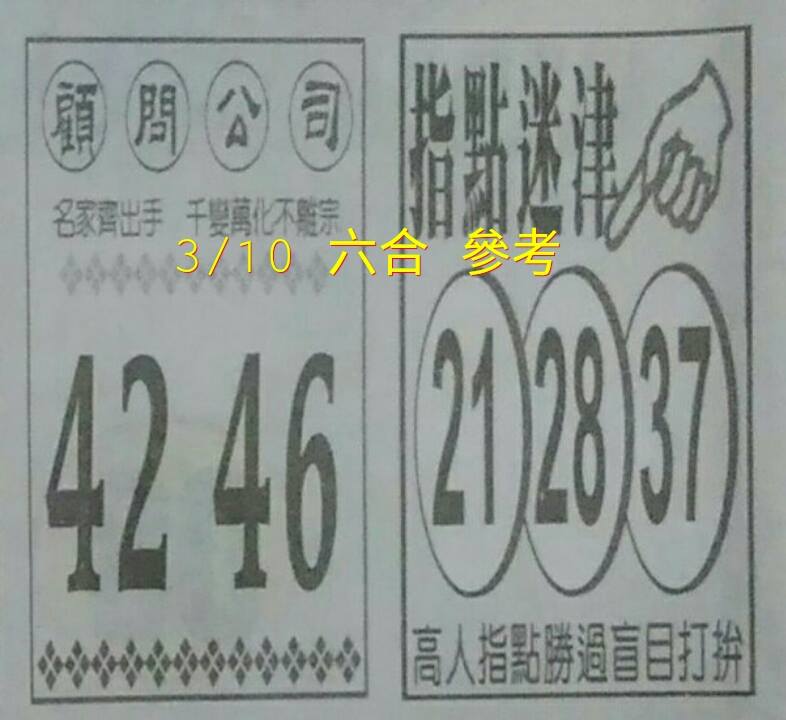 顧問公司
名家齊出手 千變萬化不離宗
3/10 六合 參考
42 46
指點迷津
21 28 37
高人指點勝過盲目打拚